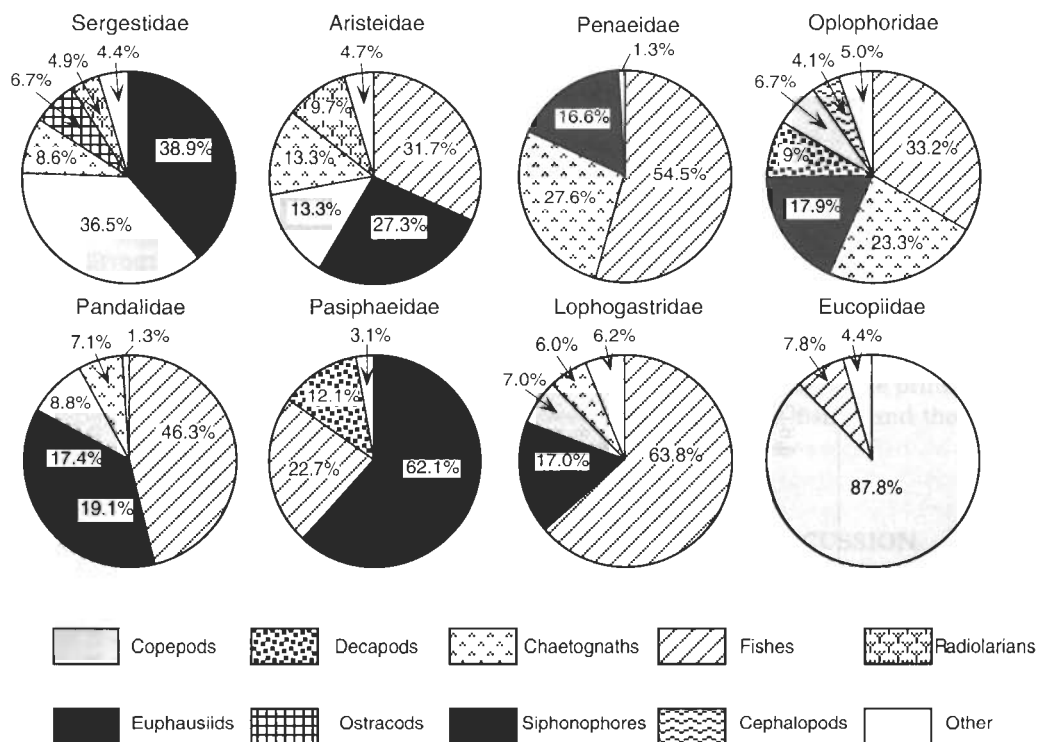 Sergestidae Aristeidae Penaeidae Oplophoridae
4.4% 4.7% 1.3% 5.0%
4.9% 4.1%
6.7% 6.7%
38.9% 9.7% 16.6% 33.2%
8.6% 13.3% 31.7% 54.5% 9%
13.3% 27.6% 17.9%
36.5% 27.3% 23.3%
Pandalidae Pasiphaeidae Lophogastridae Eucopiidae
7.1% 1.3% 3.1% 6.2% 4.4%
6.0% 7.8%
7.0%
8.8% 12.1%
46.3%
17.4% 22.7% 62.1% 17.0% 63.8%
19.1% 87.8%
Copepods Decapods Chaetognaths Fishes Radiolarians
Euphausiids Ostracods Siphonophores Cephalopods Other